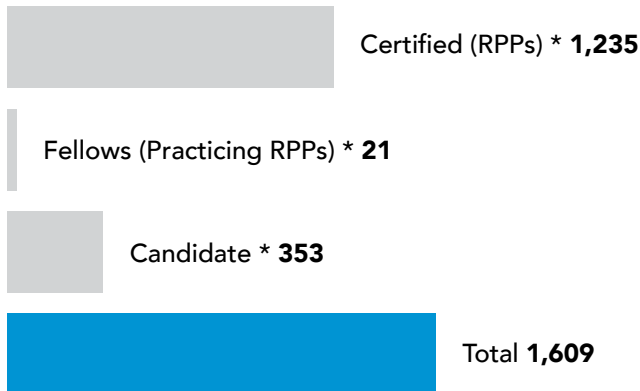 Certified (RPPs) * 1,235
Fellows (Practicing RPPs) * 21
Candidate * 353
Total 1,609